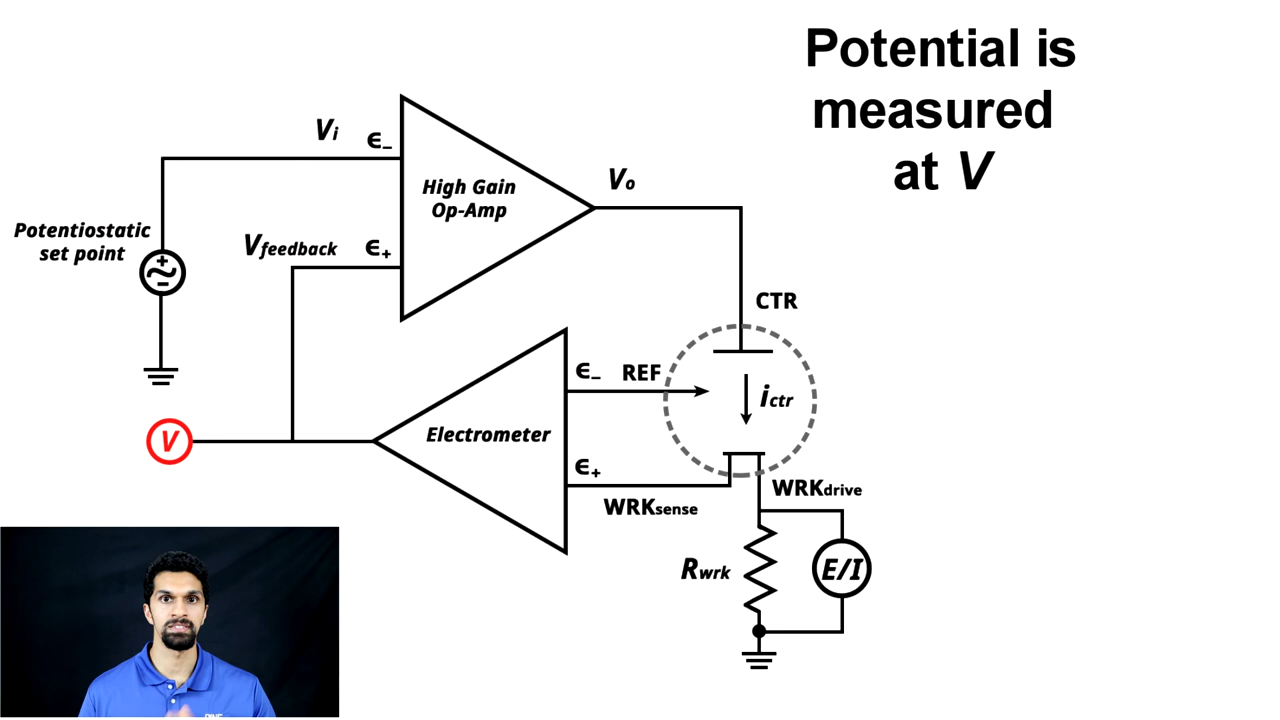 Potential is
measured
at V
Vi
ϵ−
High Gain
Op-Amp
Vo
Potentiostatic
set point
+
~
−
Vfeedback
ϵ+
CTR
ϵ−
REF
ictr
V
Electrometer
ϵ+
WRKsense
WRKdrive
Rwrk
E/I